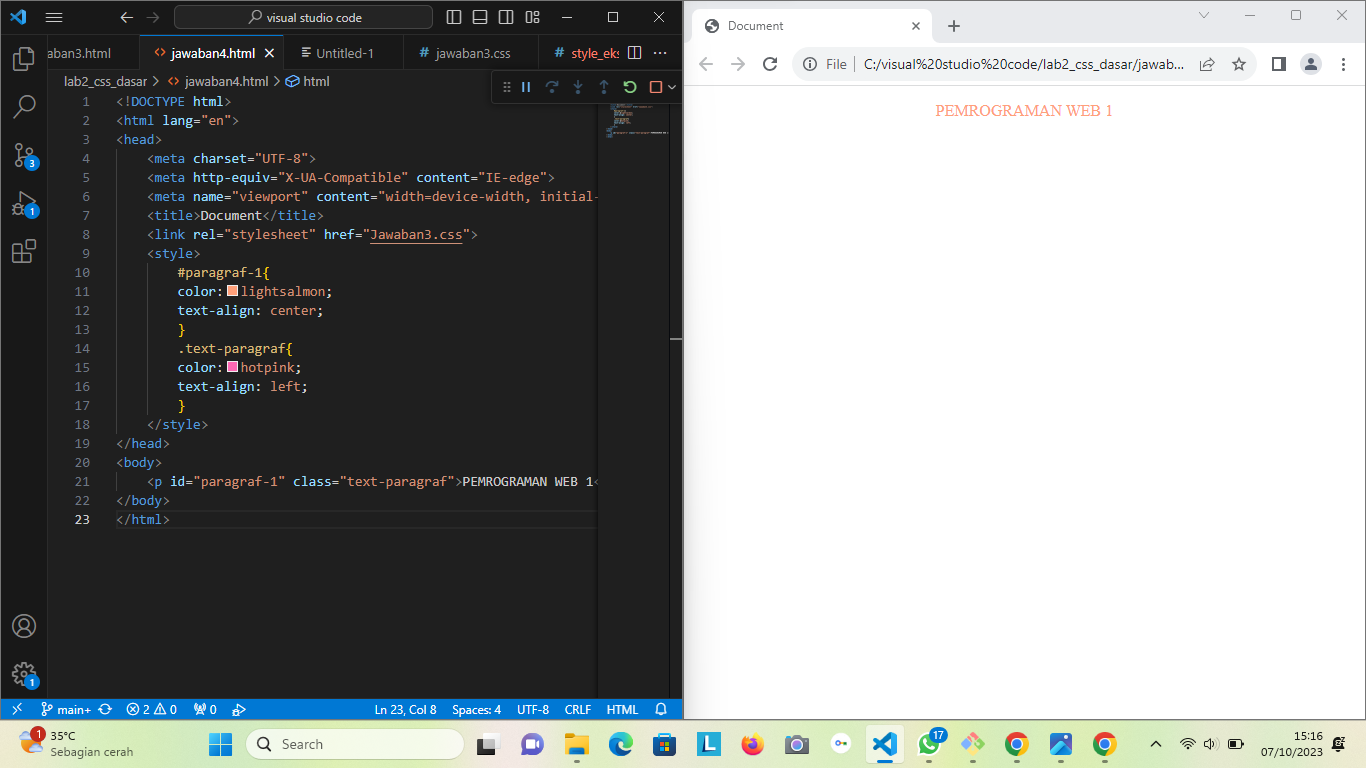 visual studio code
aban3.html
jawaban4.html
Untitled-1
jawaban3.css
style_eks
lab2_css_dasar > jawaban4.html > html
1 <!DOCTYPE html>
2 <html lang="en">
3 <head>
4 <meta charset="UTF-8">
5 <meta http-equiv="X-UA-Compatible" content="IE-edge">
6 <meta name="viewport" content="width=device-width, initial-
7 <title>Document</title>
8 <link rel="stylesheet" href="Jawaban3.css">
9 <style>
10 #paragraf-1{
11 color: lightsalmon;
12 text-align: center;
13 }
14 .text-paragraf{
15 color: hotpink;
16 text-align: left;
17 }
18 </style>
19 </head>
20 <body>
21 <p id="paragraf-1" class="text-paragraf">PEMROGRAMAN WEB 1<
22 </body>
23 </html>
3
1
1
main+ 2 0 0 Ln 23, Col 8 Spaces: 4 UTF-8 CRLF HTML
Document
File C:/visual%20studio%20code/lab2_css_dasar/jawab...
PEMROGRAMAN WEB 1
1
35°C
Sebagian cerah
Search
L
17
15:16
07/10/2023